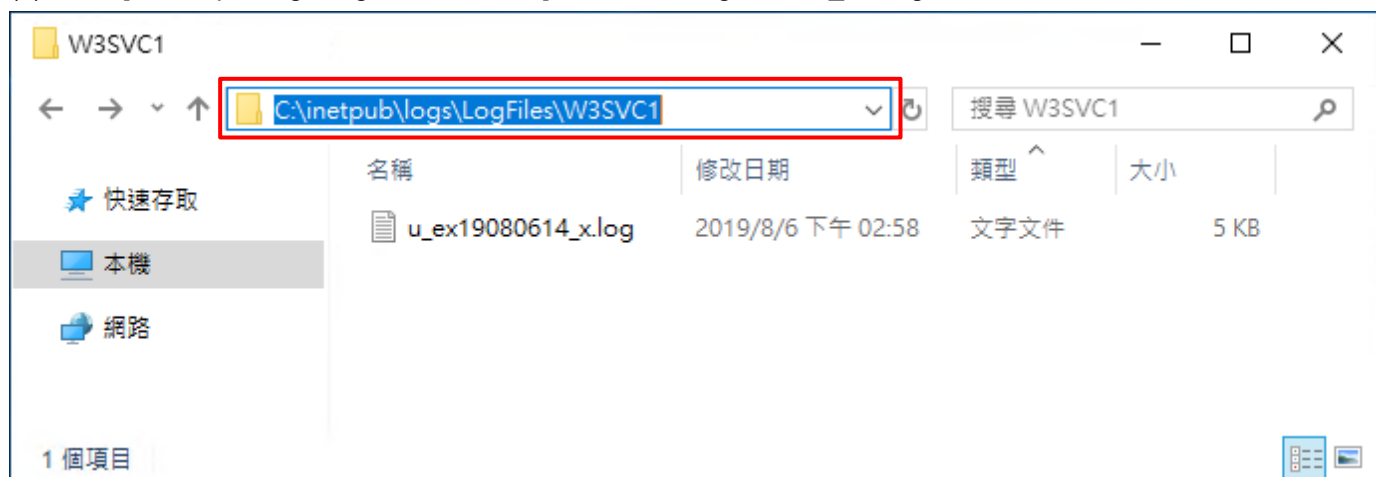 W3SVC1
C:\inetpub\logs\LogFiles\W3SVC1
搜尋 W3SVC1
名稱 修改日期 類型 大小
快速存取
u_ex19080614_x.log 2019/8/6 下午 02:58 文字文件 5 KB
本機
網路
1 個項目